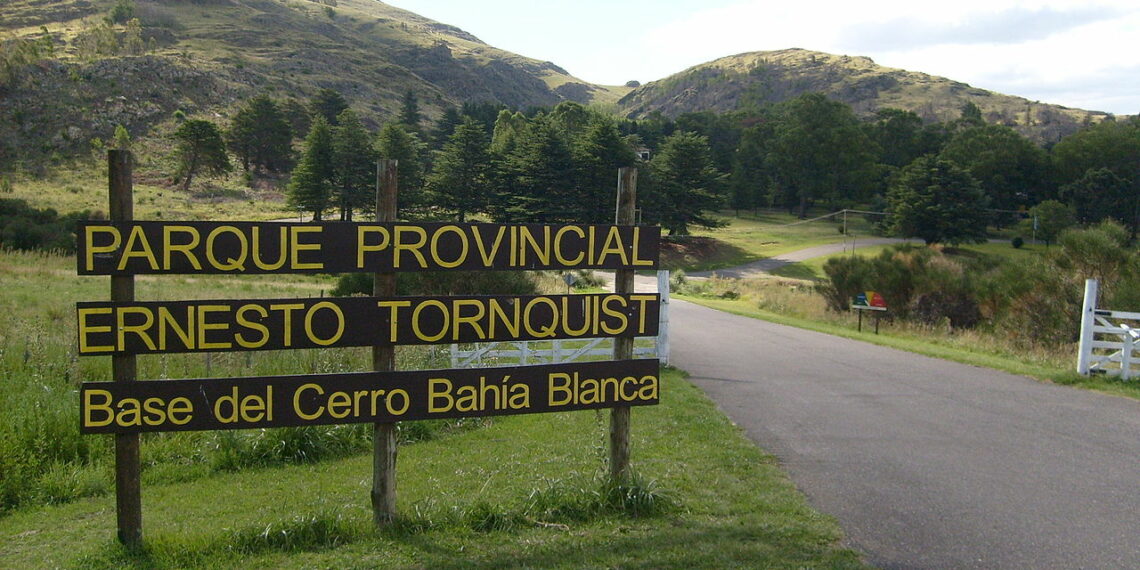 PARQUE PROVINCIAL
ERNESTO TORNQUIST
Base del Cerro Bahía Blanca